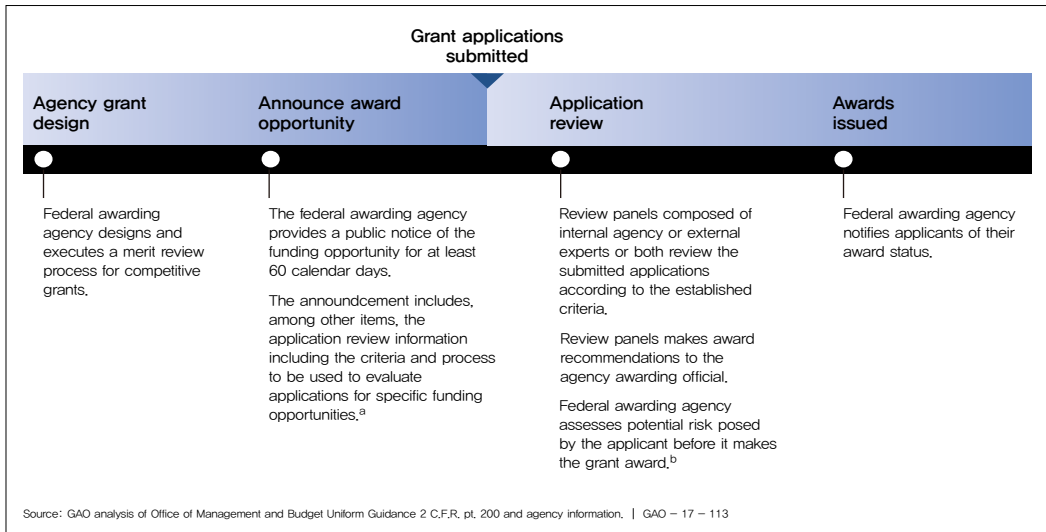 Grant applications
submitted
Agency grant
design
Announce award
opportunity
Application
review
Awards
issued
Federal awarding
agency designs and
executes a merit review
process for competitive
grants.
The federal awarding agency
provides a public notice of the
funding opportunity for at least
60 calendar days.
The announdcement includes,
among other items, the
application review information
including the criteria and process
to be used to evaluate
applications for specific funding
opportunities.ᵃ
Review panels composed of
internal agency or external
experts or both review the
submitted applications
according to the established
criteria.
Review panels makes award
recommendations to the
agency awarding official.
Federal awarding agency
assesses potential risk posed
by the applicant before it makes
the grant award.ᵇ
Federal awarding agency
notifies applicants of their
award status.
Source: GAO analysis of Office of Management and Budget Uniform Guidance 2 C.F.R. pt. 200 and agency information. | GAO - 17 - 113